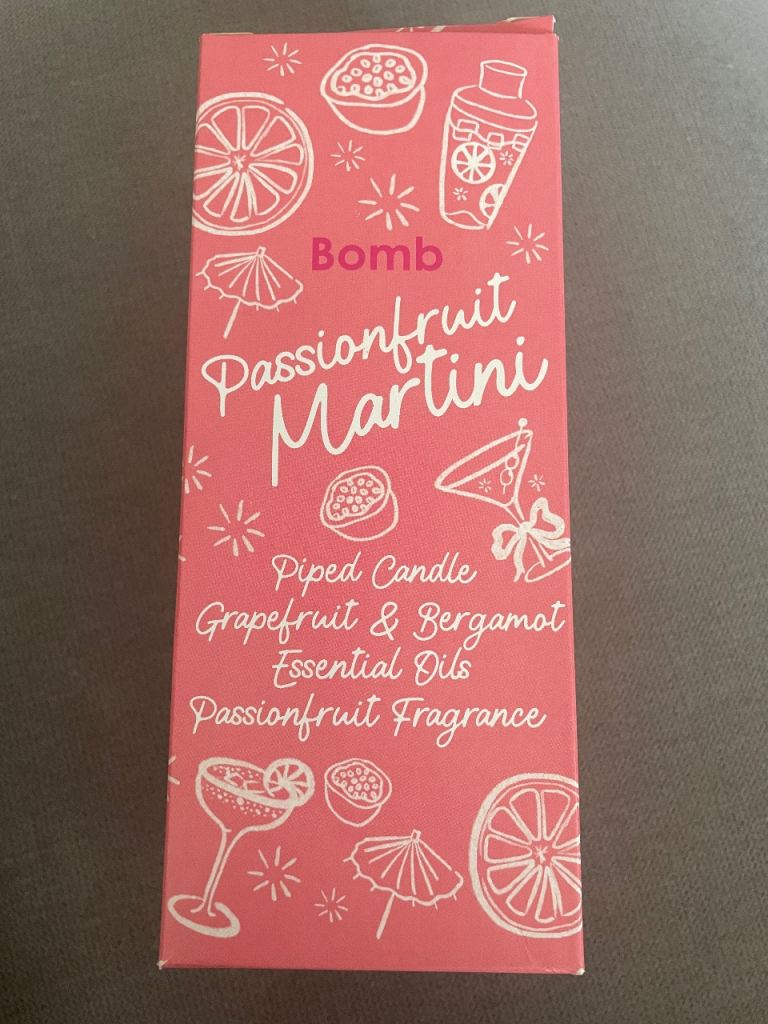 Bomb
Passionfruit
Martini
Piped Candle
Grapefruit & Bergamot
Essential Oils
Passionfruit Fragrance